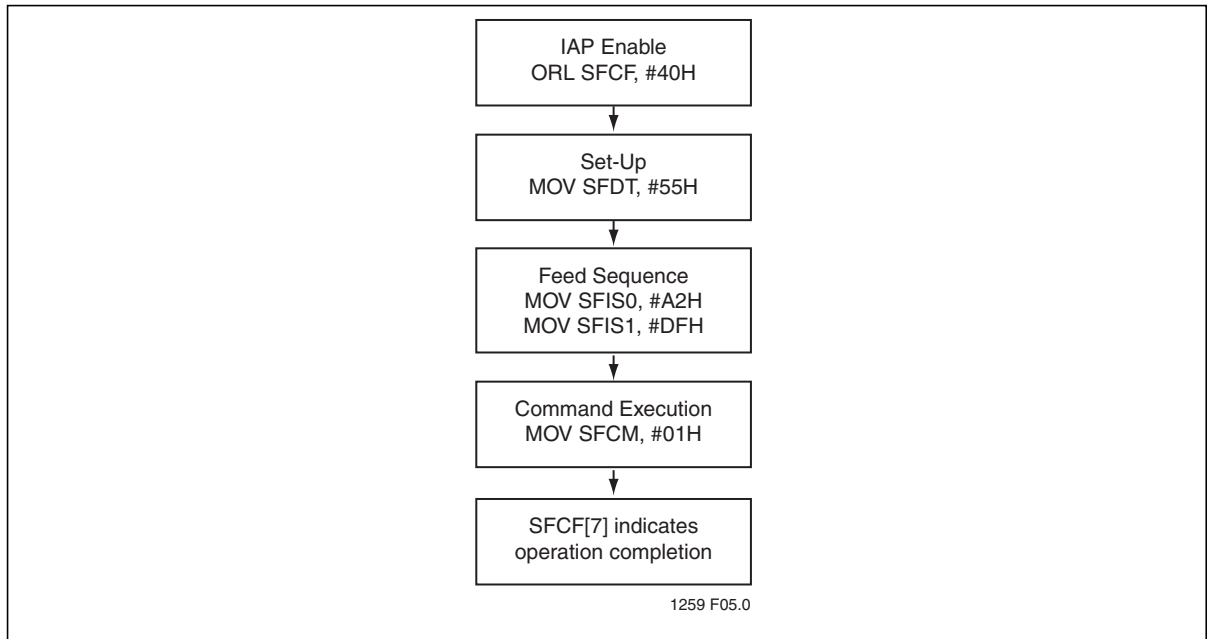 IAP Enable
ORL SFCF, #40H
Set-Up
MOV SFDT, #55H
Feed Sequence
MOV SFIS0, #A2H
MOV SFIS1, #DFH
Command Execution
MOV SFCM, #01H
SFCF[7] indicates
operation completion
1259 F05.0